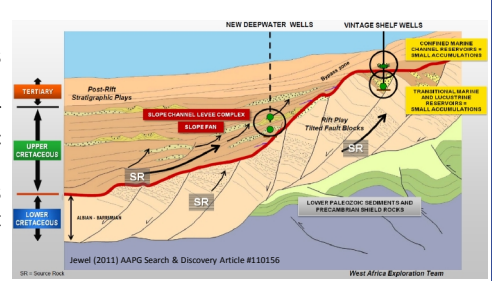 NEW DEEPWATER WELLS
VINTAGE SHELF WELLS
CONFINED MARINE
CHANNEL RESERVOIRS =
SMALL ACCUMULATIONS
Bypass zone
TERTIARY
Post-Rift
Stratigraphic Plays
TRANSITIONAL MARINE
AND LUCUSTRINE
RESERVOIRS =
SMALL ACCUMULATIONS
SLOPE CHANNEL LEVEE COMPLEX
SLOPE FAN
Rift Play
Tilted Fault Blocks
UPPER
CRETACEOUS
SR
SR
SR
LOWER PALEOZOIC SEDIMENTS AND
PRECAMBRIAN SHIELD ROCKS
LOWER
CRETACEOUS
ALBIAN - BARREMIAN
Jewel (2011) AAPG Search & Discovery Article #110156
SR = Source Rock
West Africa Exploration Team